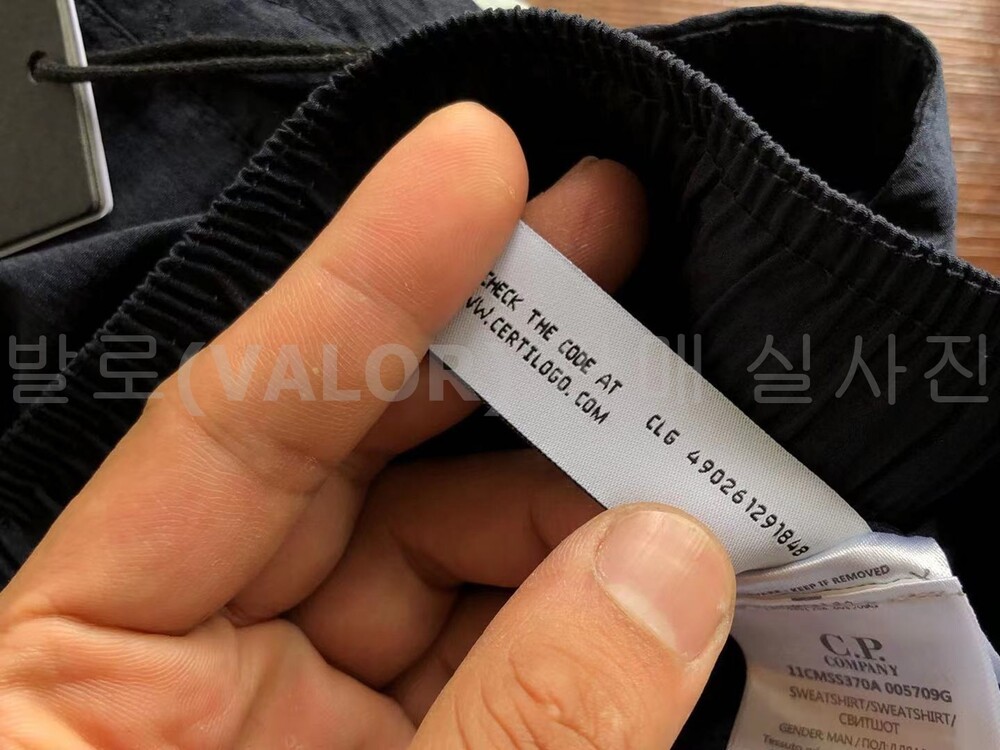 CHECK THE CODE AT
WWW.CERTILOGO.COM
CLG 490261291848
KEEP IF REMOVED
C.P.
COMPANY
11CMSS370A 005709G
SWEATSHIRT/SWEATSHIRT/
СВИТШОТ
GENDER MAN / ПОЛ:
발로(VALOR) 실사진